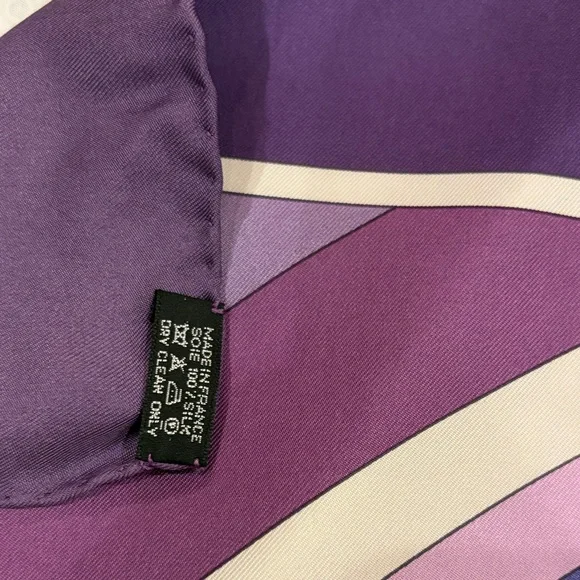 MADE IN FRANCE
SOIE 100% SILK
DRY CLEAN ONLY